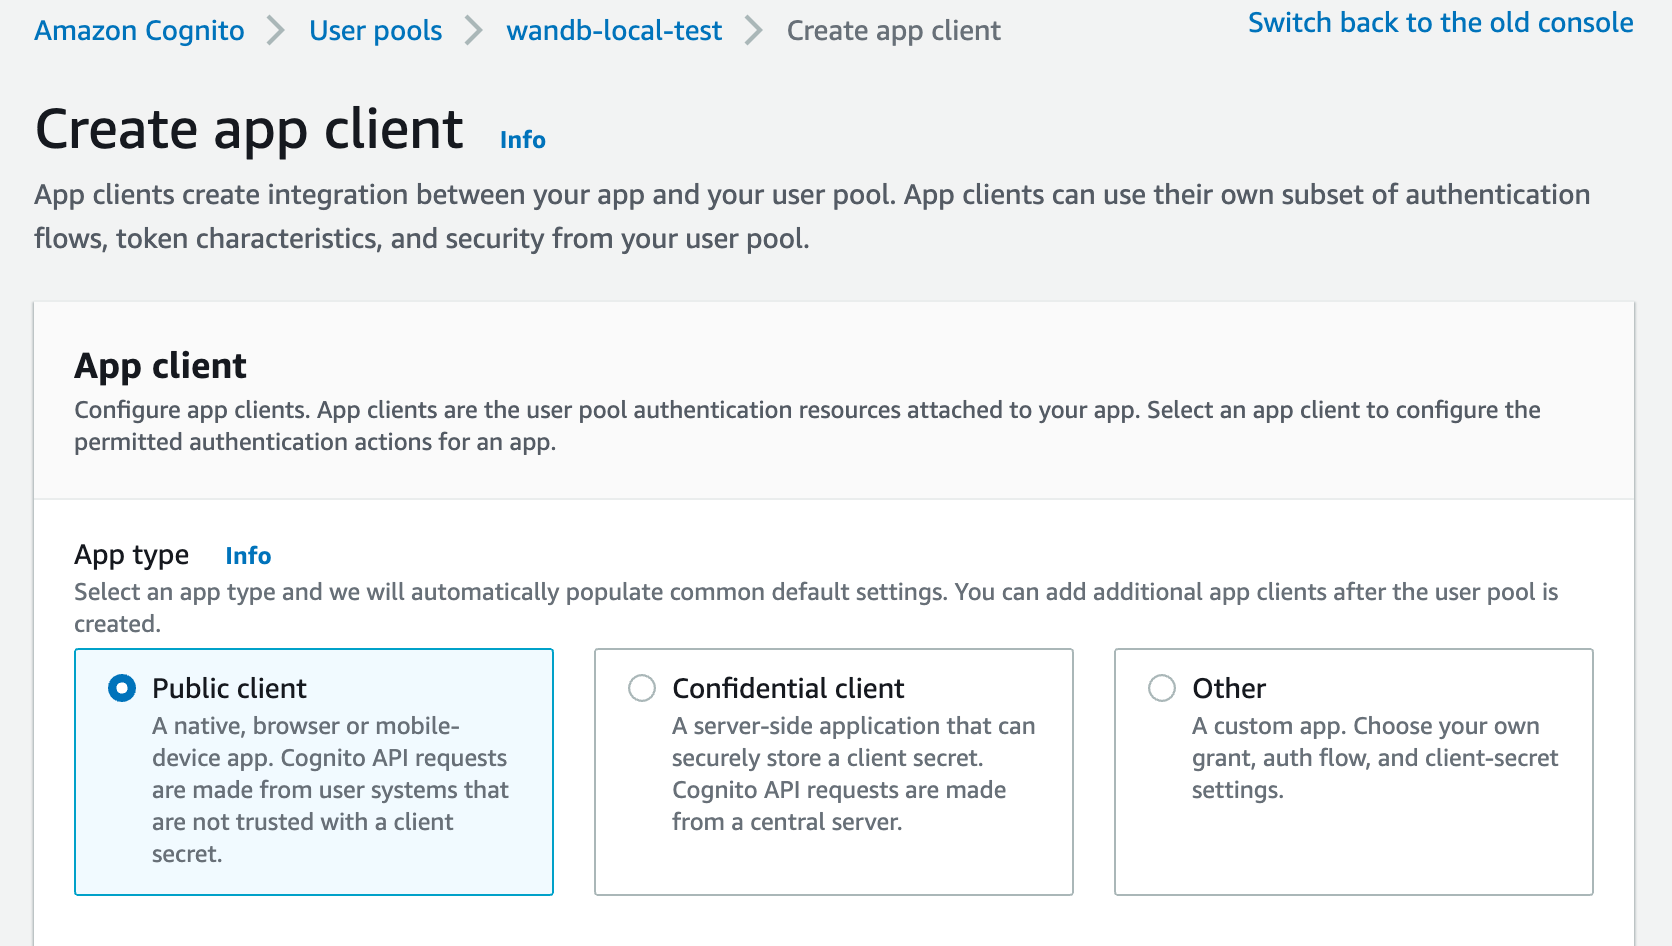 Amazon Cognito User pools wandb-local-test Create app client Switch back to the old console
Create app client Info
App clients create integration between your app and your user pool. App clients can use their own subset of authentication
flows, token characteristics, and security from your user pool.
App client
Configure app clients. App clients are the user pool authentication resources attached to your app. Select an app client to configure the
permitted authentication actions for an app.
App type Info
Select an app type and we will automatically populate common default settings. You can add additional app clients after the user pool is
created.
Public client
A native, browser or mobile-
device app. Cognito API requests
are made from user systems that
are not trusted with a client
secret.
Confidential client
A server-side application that can
securely store a client secret.
Cognito API requests are made
from a central server.
Other
A custom app. Choose your own
grant, auth flow, and client-secret
settings.